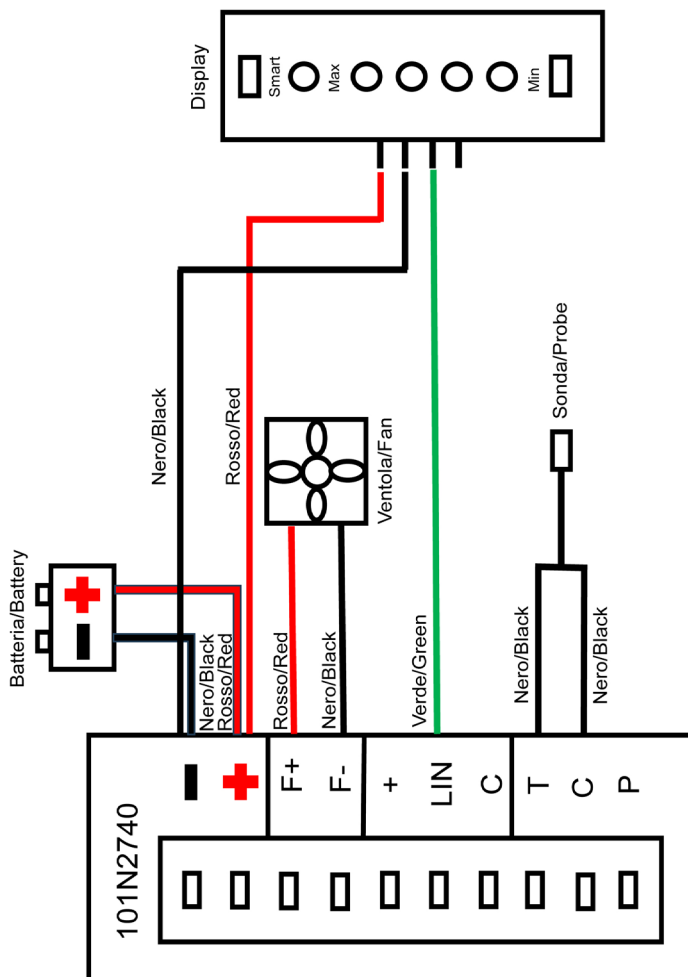 Display
Smart
Max
Min
Nero/Black
Rosso/Red
Ventola/Fan
Sonda/Probe
Batteria/Battery
+
-
Nero/Black
Rosso/Red
Rosso/Red
Nero/Black
Verde/Green
Nero/Black
Nero/Black
101N2740
-
+
F+
F-
+
LIN
C
T
C
P